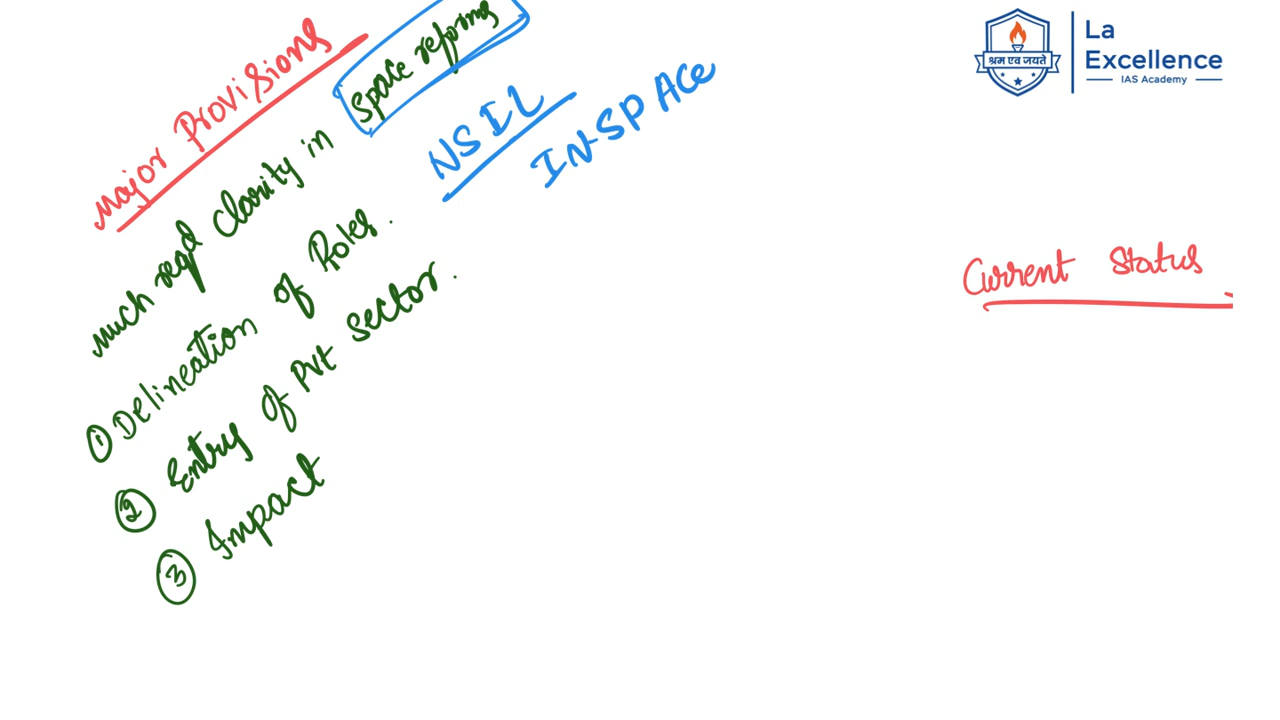 Major Provisions
Much reqd clarity in Space reforms
NSIL
IN-SPACe
① Delineation of Roles.
② Entry of Pvt Sector.
③ Impact
La
Excellence
IAS Academy
श्रम एव जयते
Current Status